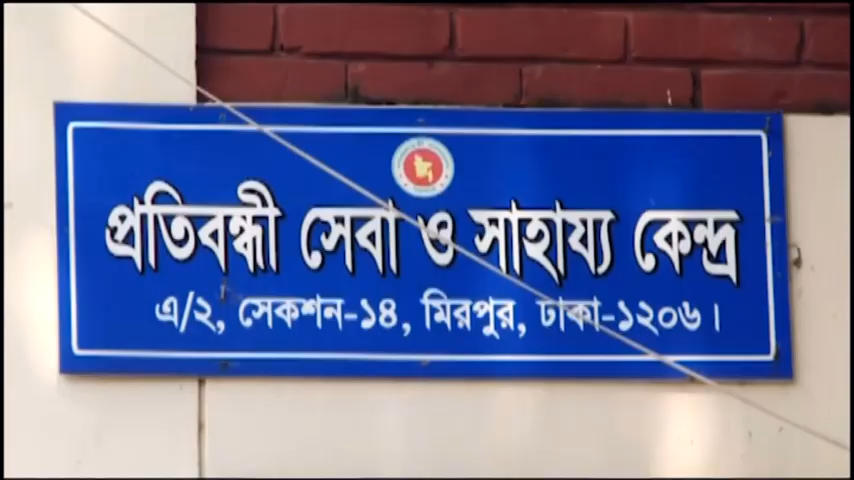 প্রতিবন্ধী সেবা ও সাহায্য কেন্দ্র
এ/২, সেকশন-১৪, মিরপুর, ঢাকা-১২০৬।